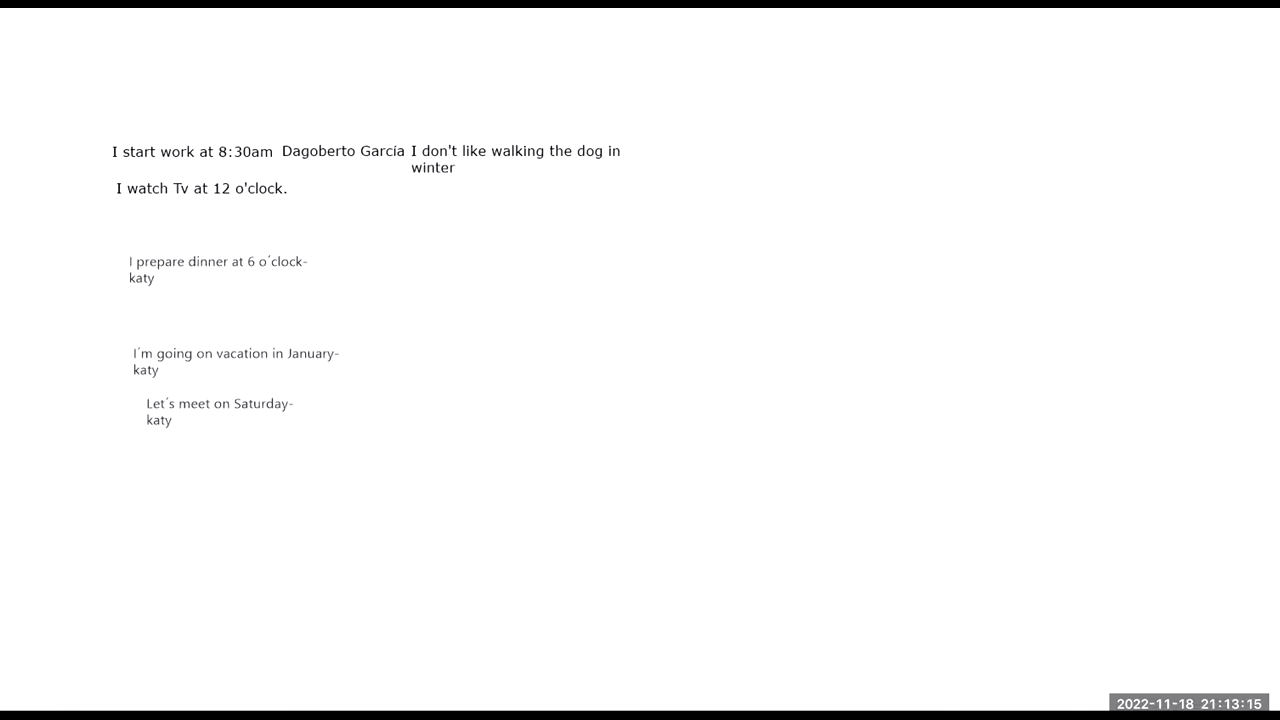 I start work at 8:30am Dagoberto García I don't like walking the dog in
winter
I watch Tv at 12 o'clock.
I prepare dinner at 6 o´clock-
katy
I´m going on vacation in January-
katy
Let´s meet on Saturday-
katy
2022-11-18 21:13:15